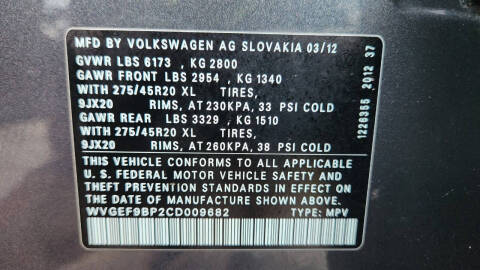 MFD BY VOLKSWAGEN AG SLOVAKIA 03/12
GVWR LBS 6173 , KG 2800
GAWR FRONT LBS 2954 , KG 1340
WITH 275/45R20 XL TIRES,
9JX20 RIMS, AT 230KPA, 33 PSI COLD
GAWR REAR LBS 3329 , KG 1510
WITH 275/45R20 XL TIRES,
9JX20 RIMS, AT 260KPA, 38 PSI COLD
THIS VEHICLE CONFORMS TO ALL APPLICABLE
U. S. FEDERAL MOTOR VEHICLE SAFETY AND
THEFT PREVENTION STANDARDS IN EFFECT ON
THE DATE OF MANUFACTURE SHOWN ABOVE.
WVGEF9BP2CD009682 TYPE: MPV
1226355 2012 37